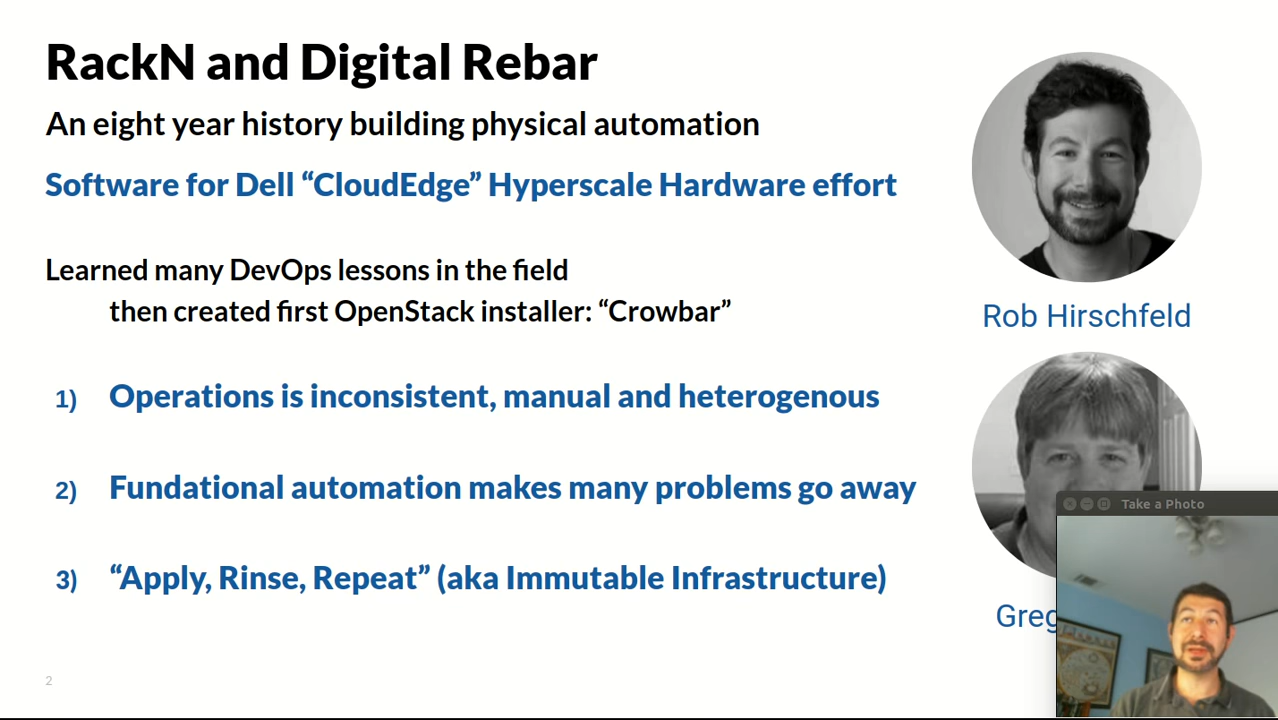 RackN and Digital Rebar
An eight year history building physical automation
Software for Dell “CloudEdge” Hyperscale Hardware effort
Learned many DevOps lessons in the field
then created first OpenStack installer: “Crowbar”
1) Operations is inconsistent, manual and heterogenous
2) Fundational automation makes many problems go away
3) “Apply, Rinse, Repeat” (aka Immutable Infrastructure)
Rob Hirschfeld
Take a Photo
Greg
2